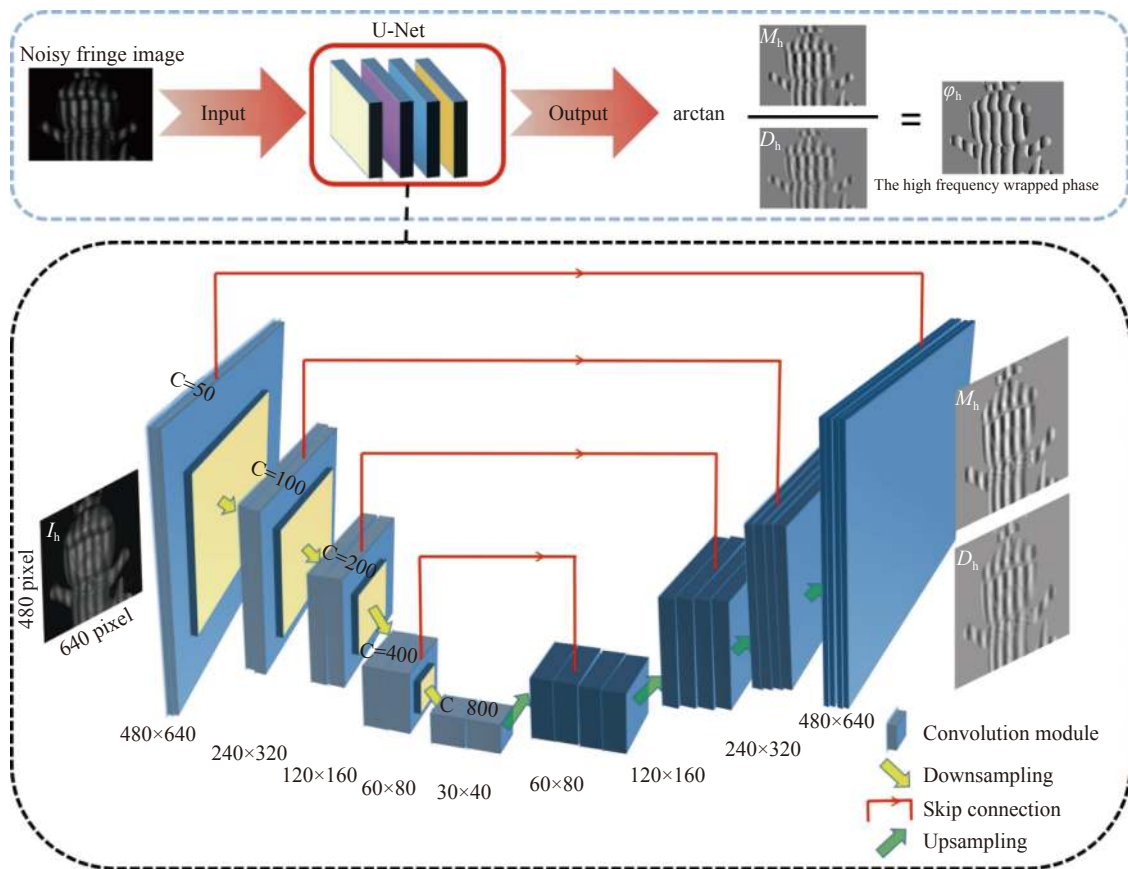 U-Net
Noisy fringe image
Input
Output
arctan
M_h
D_h
=
φ_h
The high frequency wrapped phase
C=50
C=100
C=200
C=400
C 800
I_h
480 pixel
640 pixel
M_h
D_h
480×640
240×320
120×160
60×80
30×40
60×80
120×160
240×320
480×640
Convolution module
Downsampling
Skip connection
Upsampling